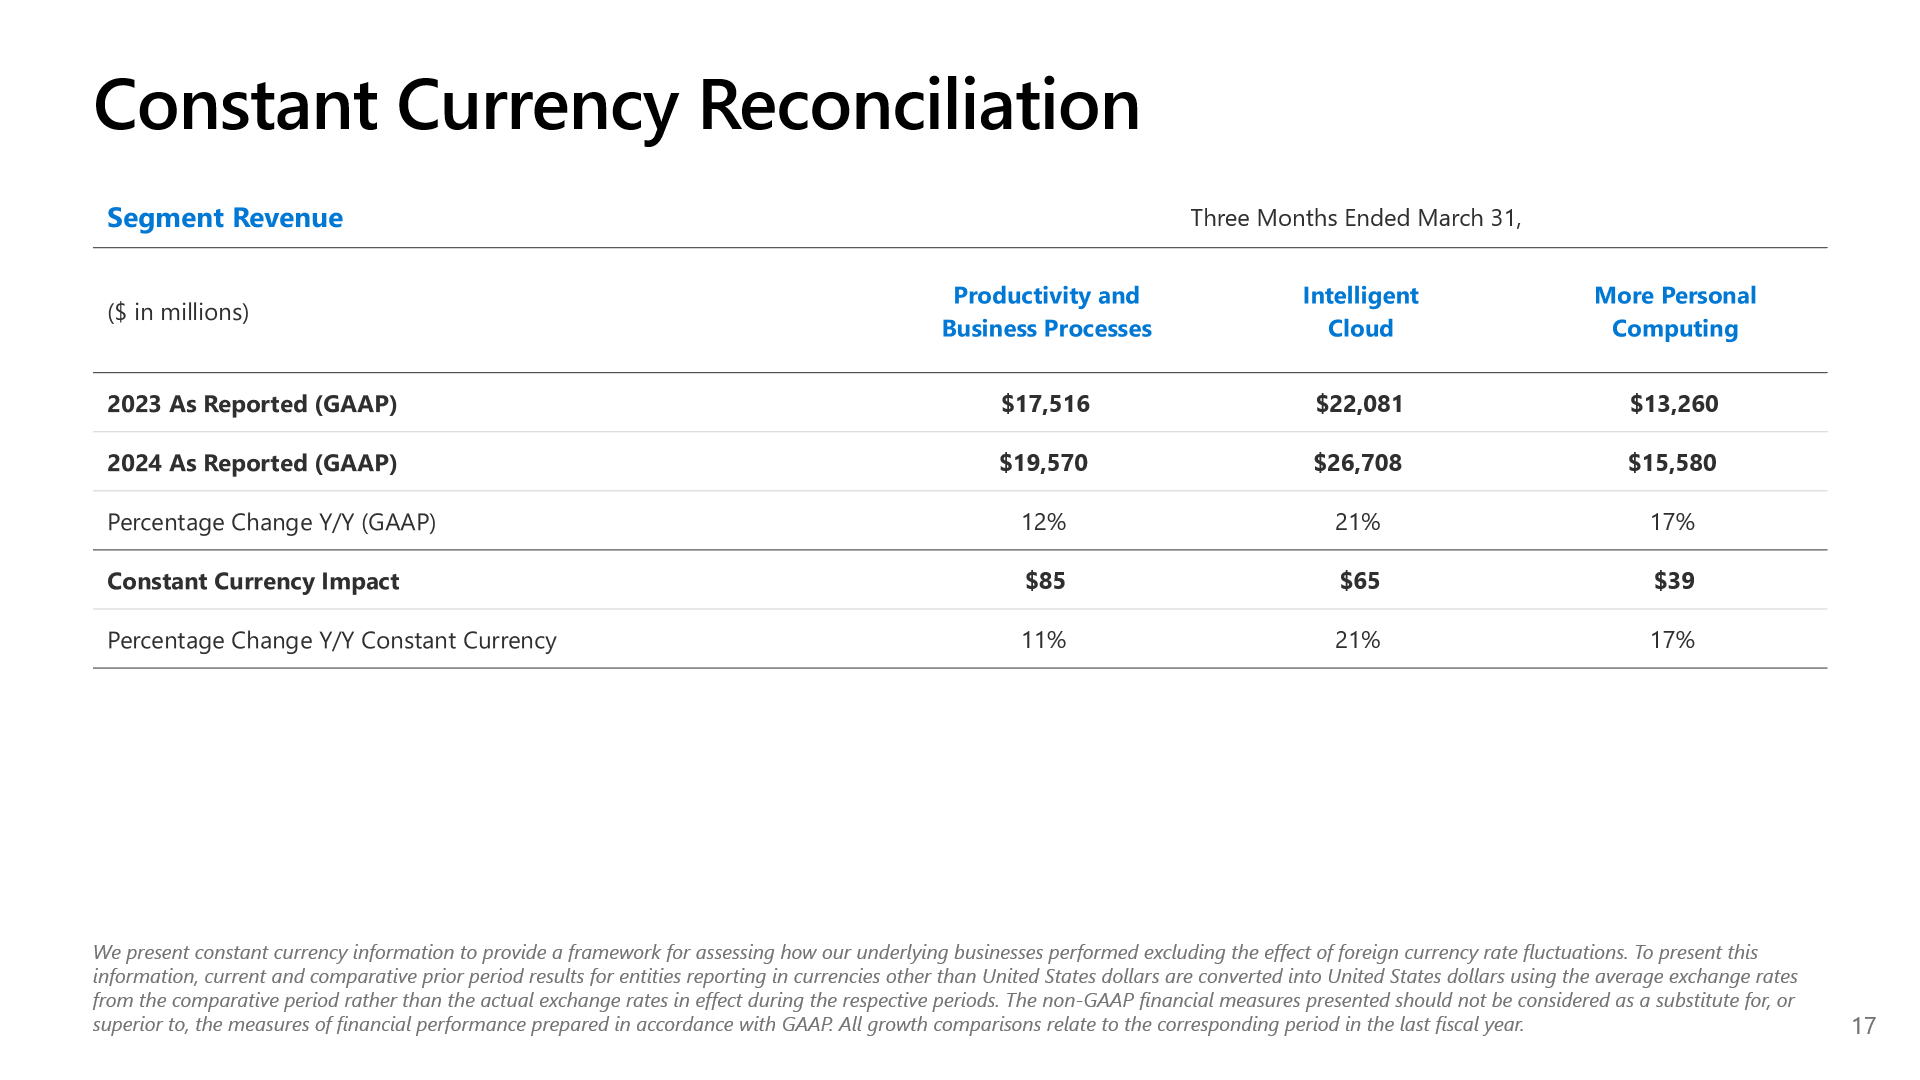 Constant Currency Reconciliation
Segment Revenue Three Months Ended March 31,
($ in millions) Productivity and Business Processes Intelligent Cloud More Personal Computing
2023 As Reported (GAAP) $17,516 $22,081 $13,260
2024 As Reported (GAAP) $19,570 $26,708 $15,580
Percentage Change Y/Y (GAAP) 12% 21% 17%
Constant Currency Impact $85 $65 $39
Percentage Change Y/Y Constant Currency 11% 21% 17%
We present constant currency information to provide a framework for assessing how our underlying businesses performed excluding the effect of foreign currency rate fluctuations. To present this
information, current and comparative prior period results for entities reporting in currencies other than United States dollars are converted into United States dollars using the average exchange rates
from the comparative period rather than the actual exchange rates in effect during the respective periods. The non-GAAP financial measures presented should not be considered as a substitute for, or
superior to, the measures of financial performance prepared in accordance with GAAP. All growth comparisons relate to the corresponding period in the last fiscal year.
17